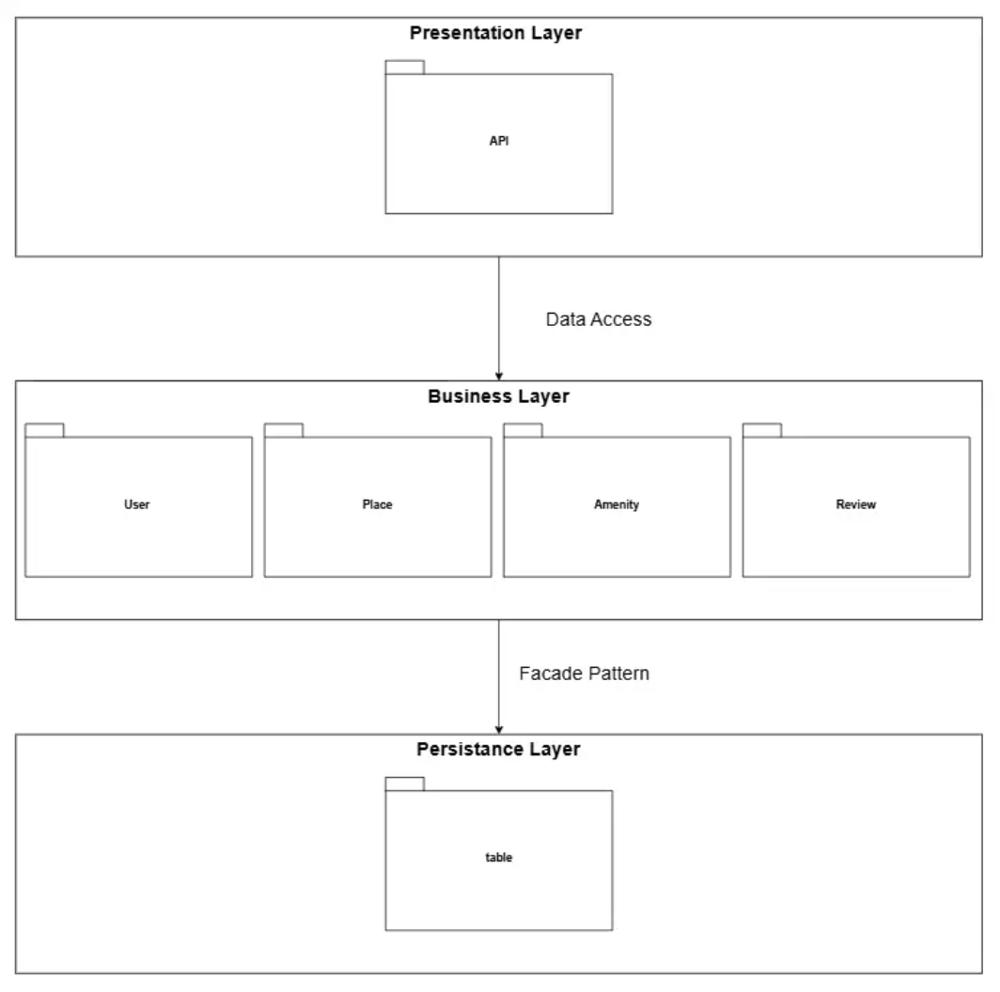 Presentation Layer
API
Data Access
Business Layer
User
Place
Amenity
Review
Facade Pattern
Persistance Layer
table